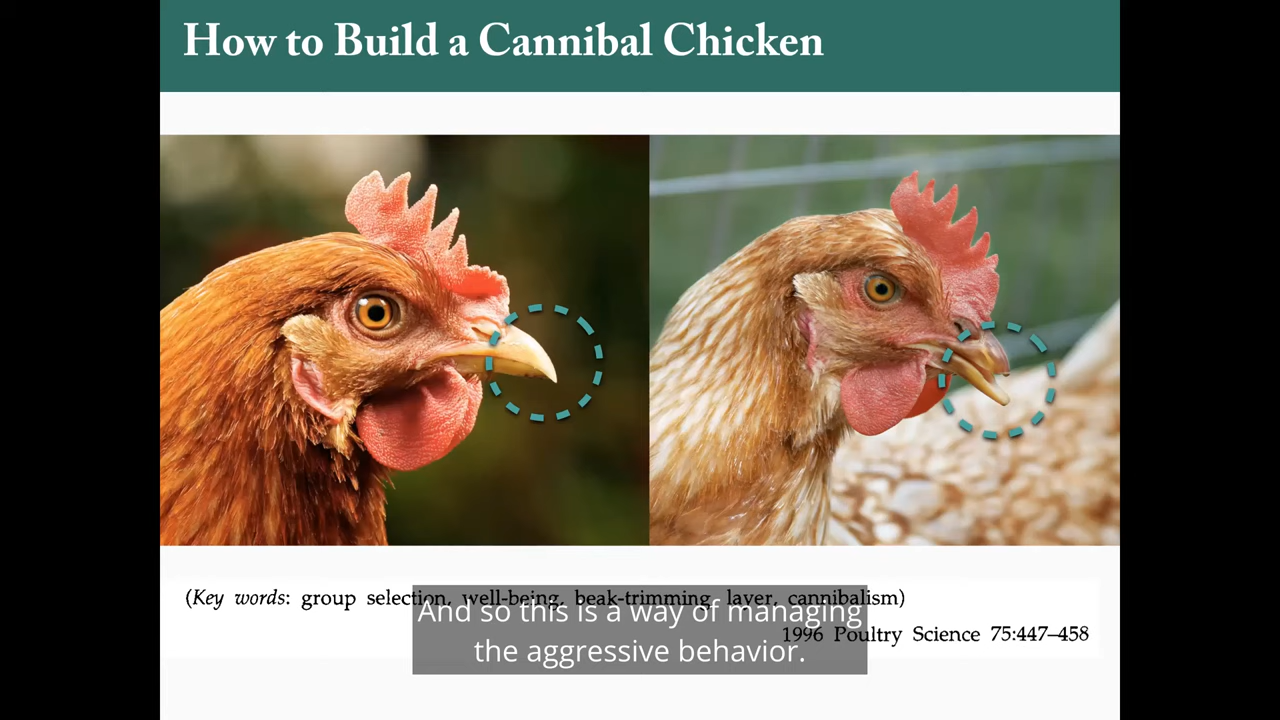 How to Build a Cannibal Chicken
(Key words: group selection, well-being, beak-trimming, layer, cannibalism)
And so this is a way of managing
1996 Poultry Science 75:447–458
the aggressive behavior.